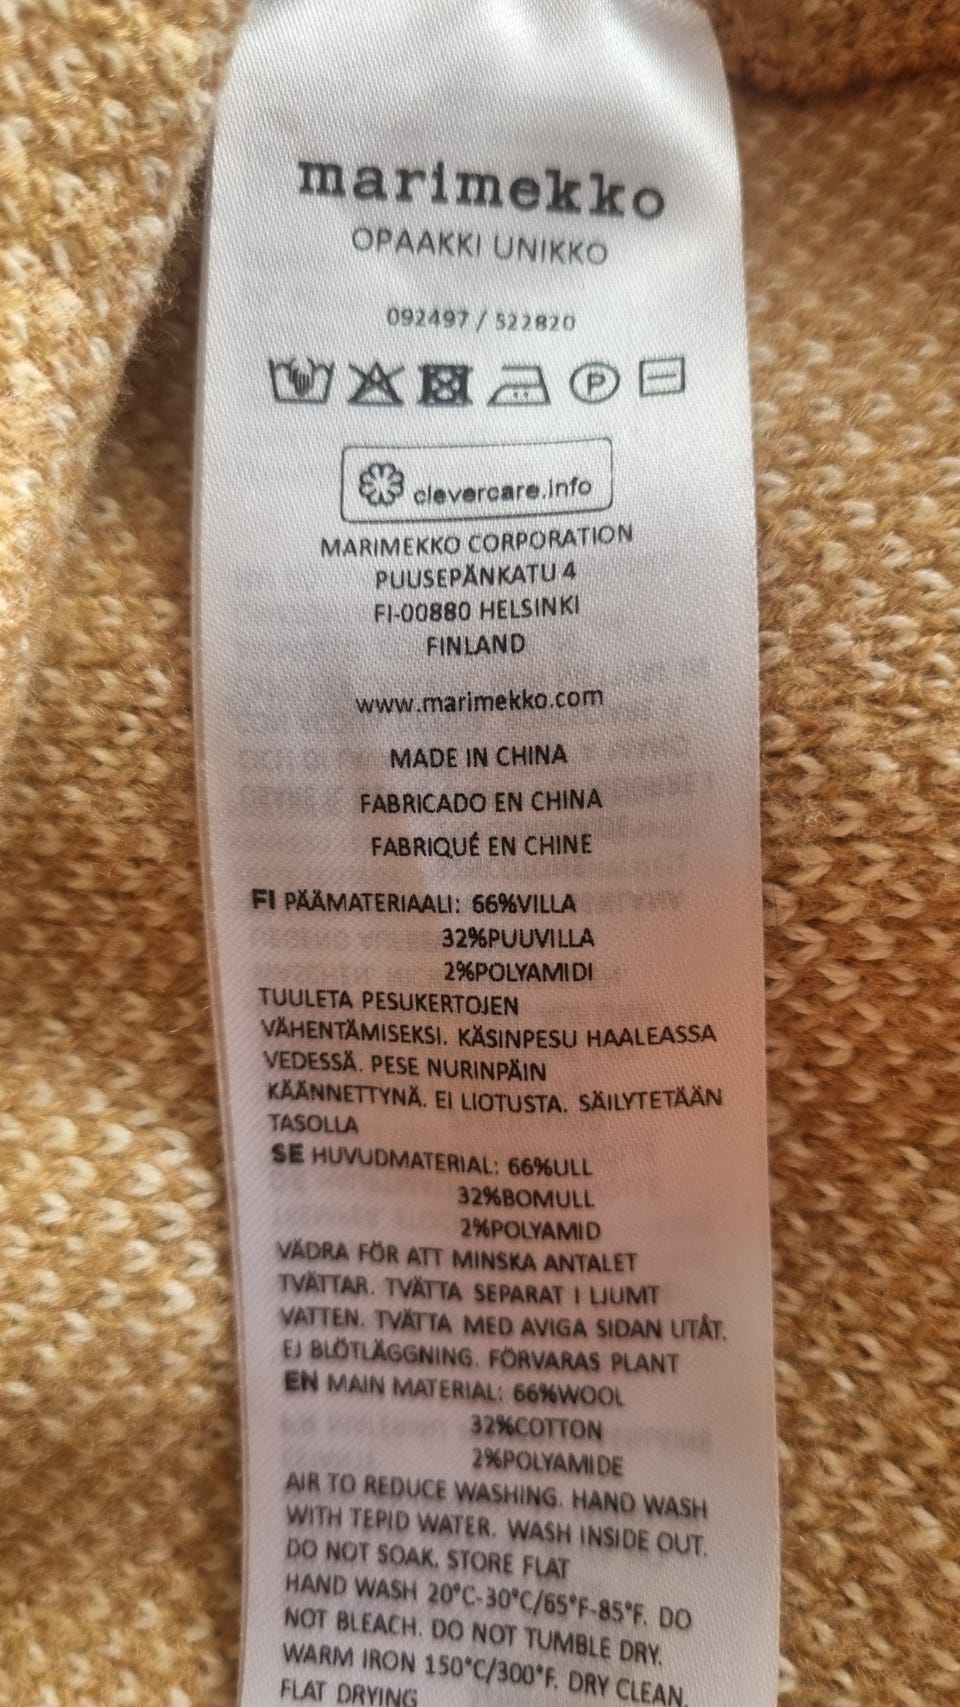 marimekko
OPAAKKI UNIKKO
092497 / 522820
P
clevercare.info
MARIMEKKO CORPORATION
PUUSEPÄNKATU 4
FI-00880 HELSINKI
FINLAND
www.marimekko.com
MADE IN CHINA
FABRICADO EN CHINA
FABRIQUÉ EN CHINE
FI PÄÄMATERIAALI: 66%VILLA
32%PUUVILLA
2%POLYAMIDI
TUULETA PESUKERTOJEN
VÄHENTÄMISEKSI. KÄSINPESU HAALEASSA
VEDESSÄ. PESE NURINPÄIN
KÄÄNNETTYNÄ. EI LIOTUSTA. SÄILYTETÄÄN
TASOLLA
SE HUVUDMATERIAL: 66%ULL
32%BOMULL
2%POLYAMID
VÄDRA FÖR ATT MINSKA ANTALET
TVÄTTAR. TVÄTTA SEPARAT I LJUMT
VATTEN. TVÄTTA MED AVIGA SIDAN UTÅT.
EJ BLÖTLÄGGNING. FÖRVARAS PLANT
EN MAIN MATERIAL: 66%WOOL
32%COTTON
2%POLYAMIDE
AIR TO REDUCE WASHING. HAND WASH
WITH TEPID WATER. WASH INSIDE OUT.
DO NOT SOAK. STORE FLAT
HAND WASH 20°C-30°C/65°F-85°F. DO
NOT BLEACH. DO NOT TUMBLE DRY.
WARM IRON 150°C/300°F. DRY CLEAN.
FLAT DRYING